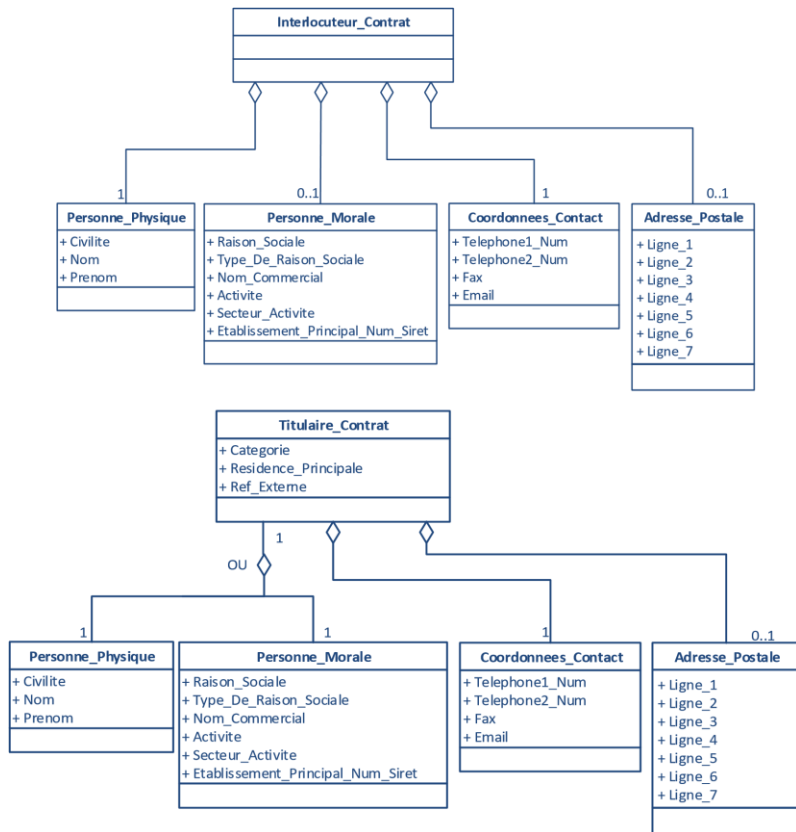 Interlocuteur_Contrat
1
0..1
1
0..1
Personne_Physique
+ Civilite
+ Nom
+ Prenom
Personne_Morale
+ Raison_Sociale
+ Type_De_Raison_Sociale
+ Nom_Commercial
+ Activite
+ Secteur_Activite
+ Etablissement_Principal_Num_Siret
Coordonnees_Contact
+ Telephone1_Num
+ Telephone2_Num
+ Fax
+ Email
Adresse_Postale
+ Ligne_1
+ Ligne_2
+ Ligne_3
+ Ligne_4
+ Ligne_5
+ Ligne_6
+ Ligne_7
Titulaire_Contrat
+ Categorie
+ Residence_Principale
+ Ref_Externe
1
OU
1
1
1
0..1
Personne_Physique
+ Civilite
+ Nom
+ Prenom
Personne_Morale
+ Raison_Sociale
+ Type_De_Raison_Sociale
+ Nom_Commercial
+ Activite
+ Secteur_Activite
+ Etablissement_Principal_Num_Siret
Coordonnees_Contact
+ Telephone1_Num
+ Telephone2_Num
+ Fax
+ Email
Adresse_Postale
+ Ligne_1
+ Ligne_2
+ Ligne_3
+ Ligne_4
+ Ligne_5
+ Ligne_6
+ Ligne_7